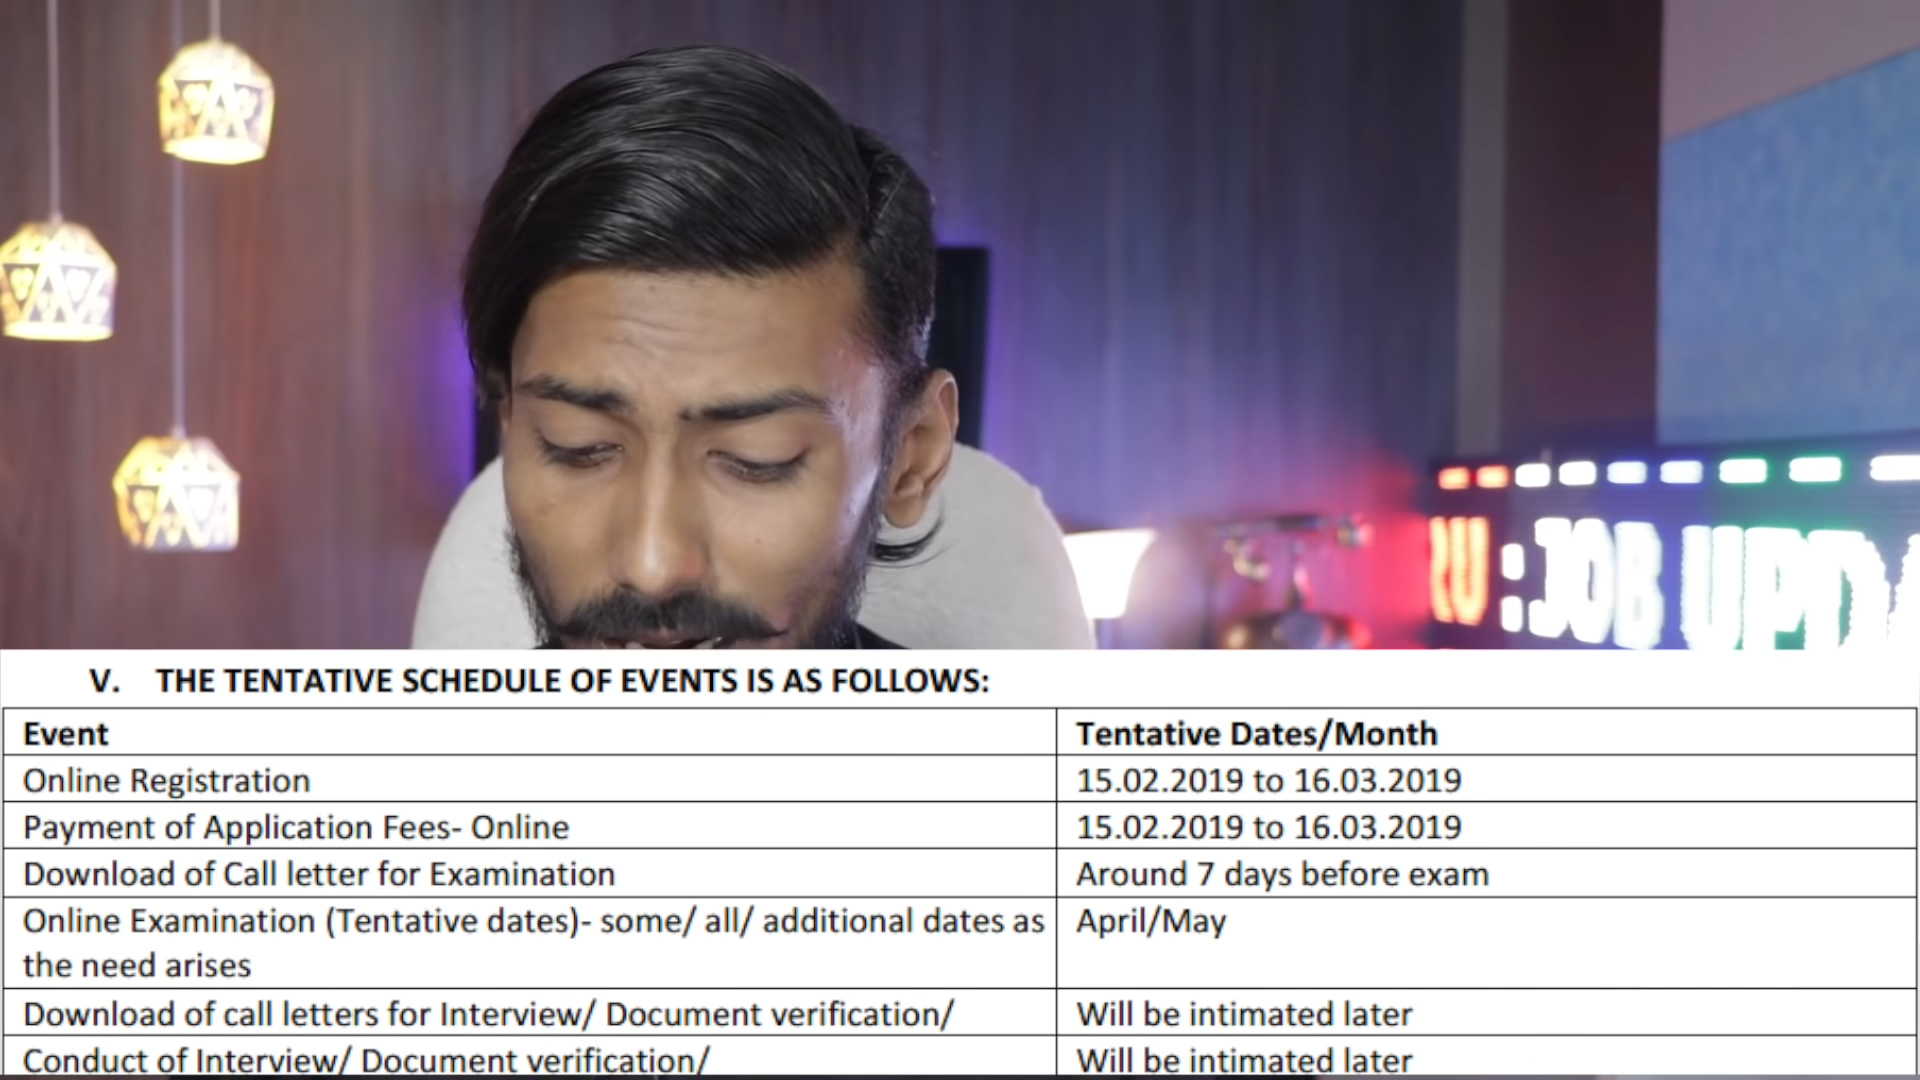 U:JOB UPDA
V. THE TENTATIVE SCHEDULE OF EVENTS IS AS FOLLOWS:
Event Tentative Dates/Month
Online Registration 15.02.2019 to 16.03.2019
Payment of Application Fees- Online 15.02.2019 to 16.03.2019
Download of Call letter for Examination Around 7 days before exam
Online Examination (Tentative dates)- some/ all/ additional dates as April/May
the need arises
Download of call letters for Interview/ Document verification/ Will be intimated later
Conduct of Interview/ Document verification/ Will be intimated later